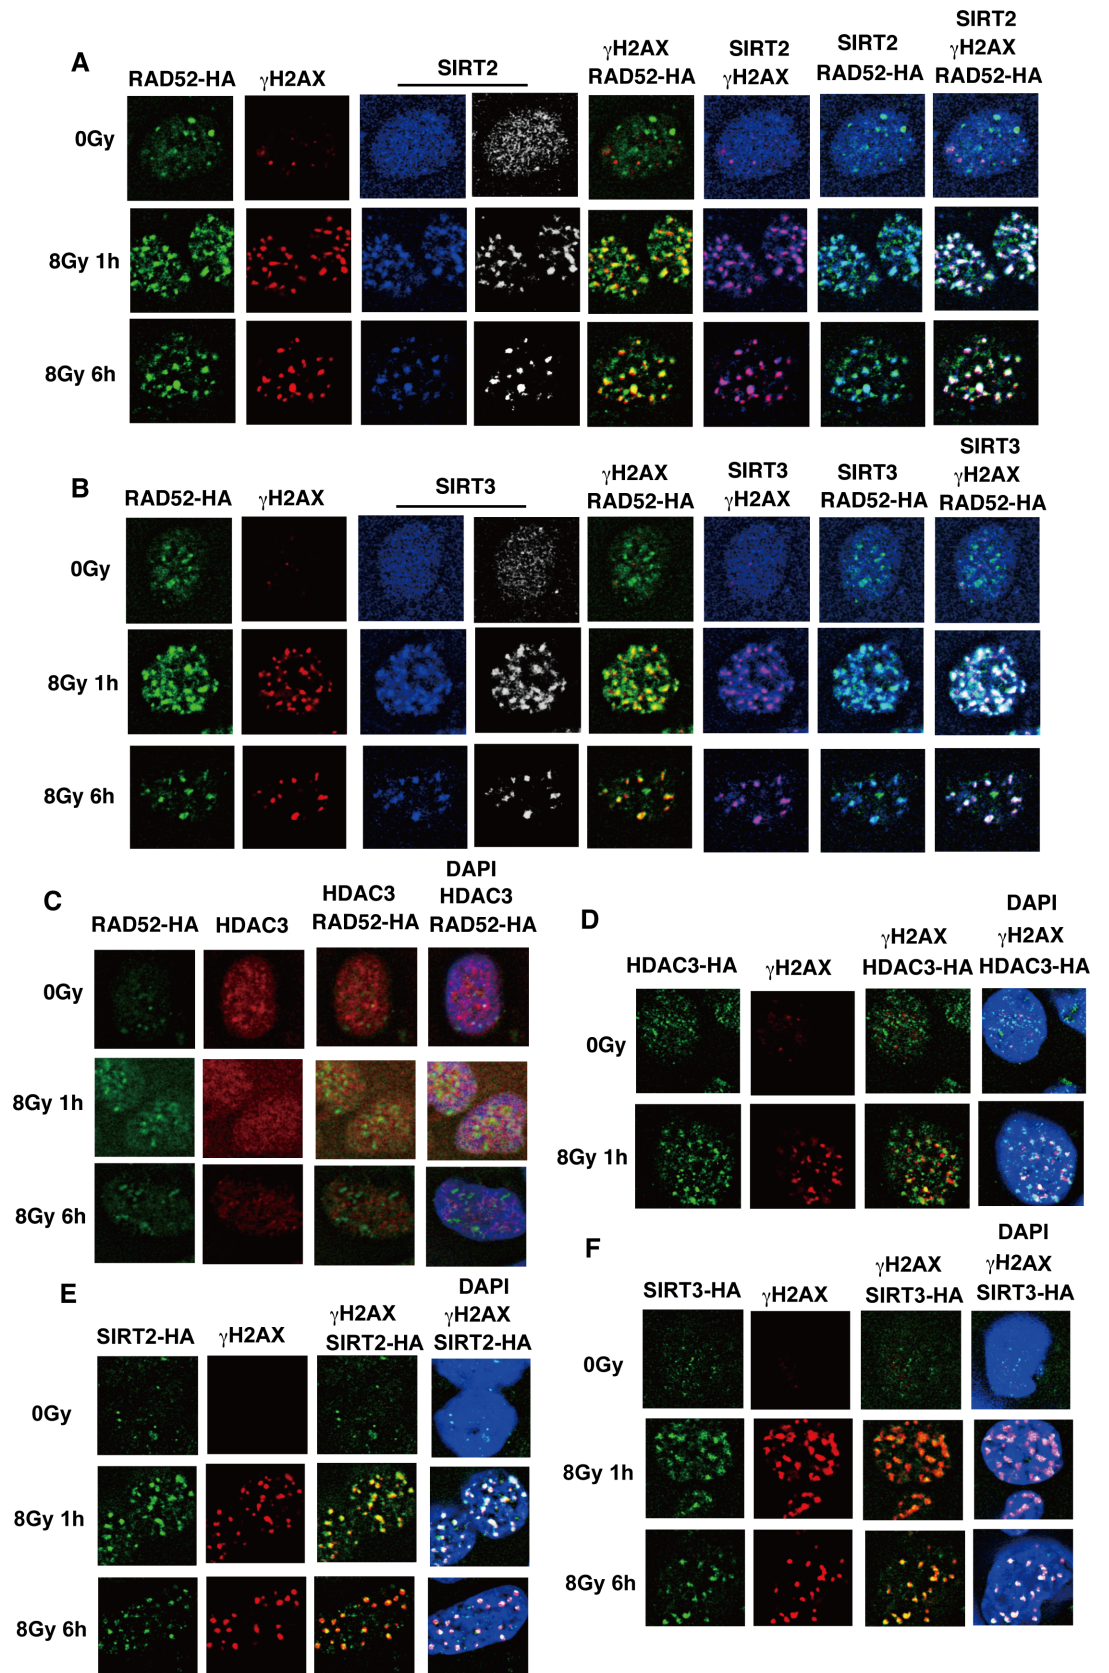 A
RAD52-HA
γH2AX
SIRT2
γH2AX
RAD52-HA
SIRT2
γH2AX
SIRT2
RAD52-HA
SIRT2
γH2AX
RAD52-HA
0Gy
8Gy 1h
8Gy 6h
B
RAD52-HA
γH2AX
SIRT3
γH2AX
RAD52-HA
SIRT3
γH2AX
SIRT3
RAD52-HA
SIRT3
γH2AX
RAD52-HA
0Gy
8Gy 1h
8Gy 6h
C
RAD52-HA
HDAC3
HDAC3
RAD52-HA
DAPI
HDAC3
RAD52-HA
0Gy
8Gy 1h
8Gy 6h
D
HDAC3-HA
γH2AX
γH2AX
HDAC3-HA
DAPI
γH2AX
HDAC3-HA
0Gy
8Gy 1h
E
SIRT2-HA
γH2AX
γH2AX
SIRT2-HA
DAPI
γH2AX
SIRT2-HA
0Gy
8Gy 1h
8Gy 6h
F
SIRT3-HA
γH2AX
γH2AX
SIRT3-HA
DAPI
γH2AX
SIRT3-HA
0Gy
8Gy 1h
8Gy 6h